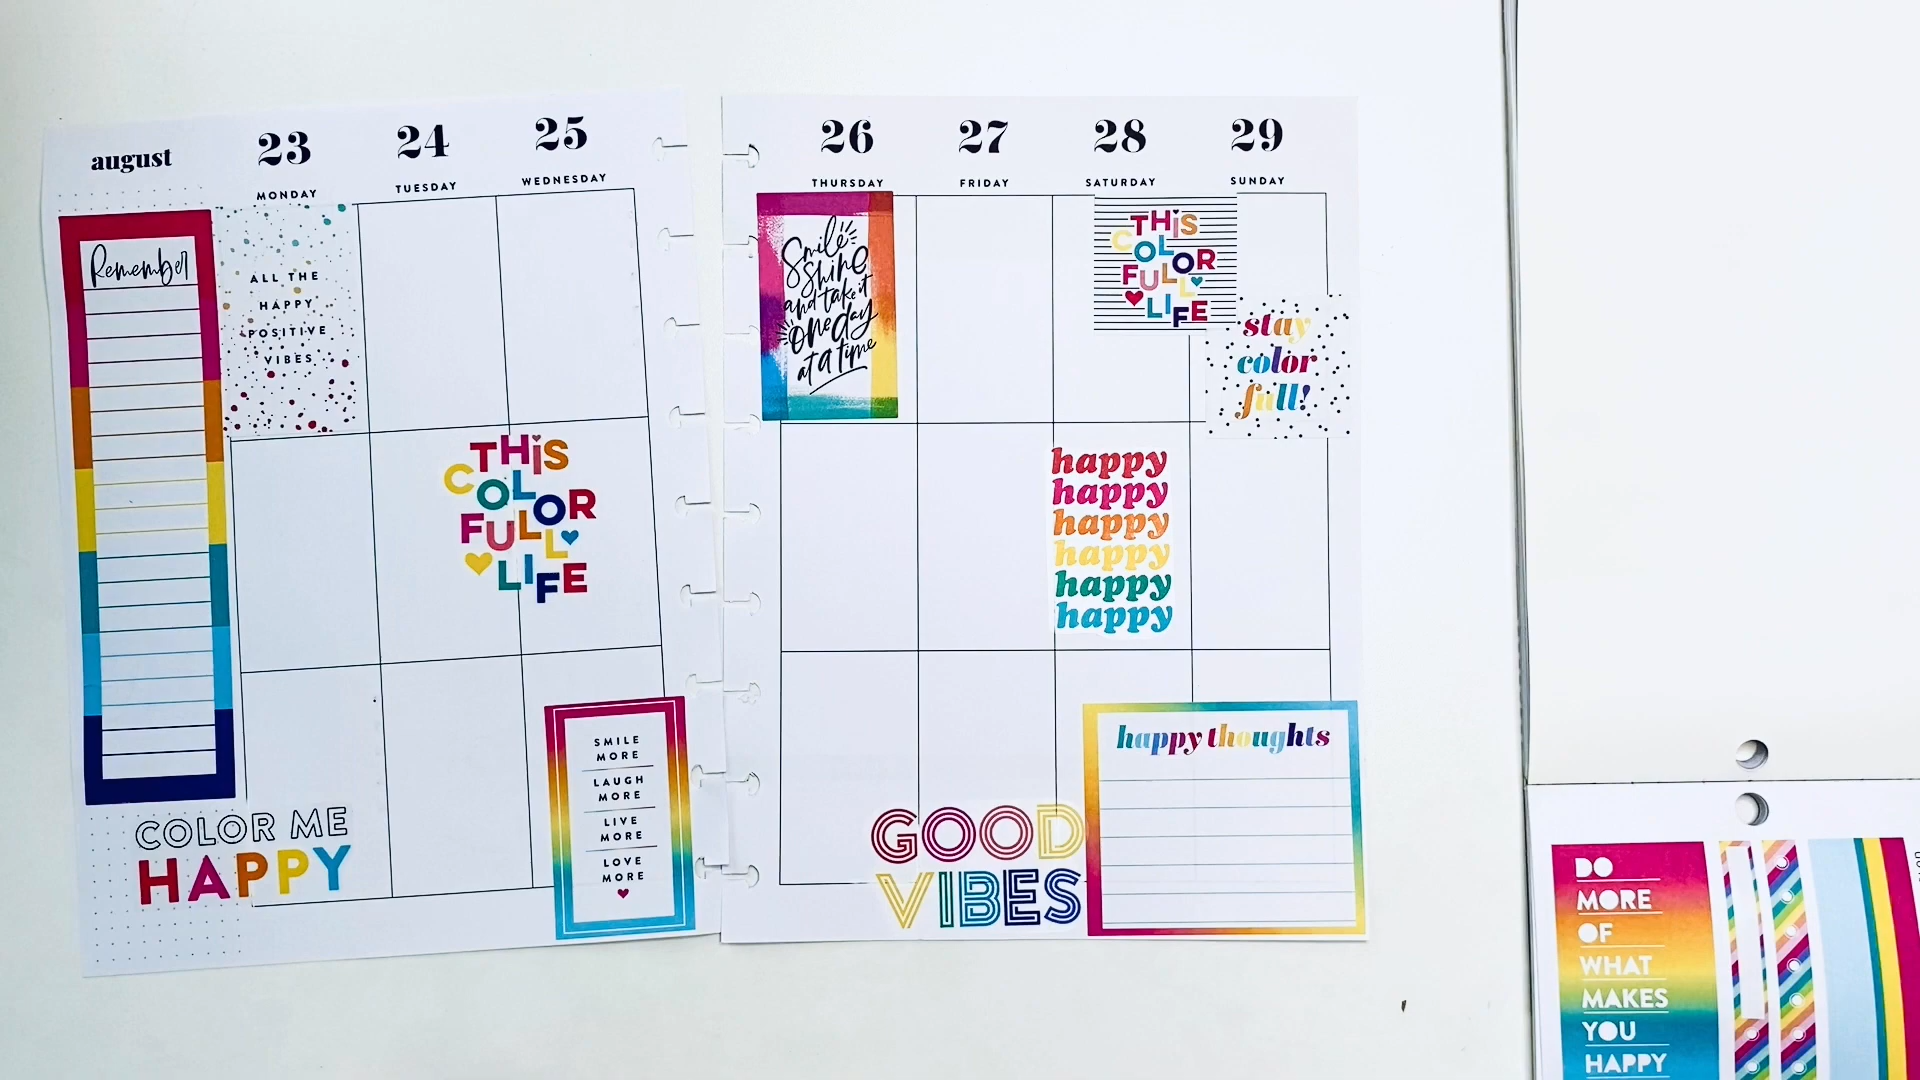 august
23
MONDAY
24
TUESDAY
25
WEDNESDAY
Remember
ALL THE
HAPPY
POSITIVE
VIBES
THIS
COLOR
FULL
LIFE
COLOR ME
HAPPY
SMILE
MORE
LAUGH
MORE
LIVE
MORE
LOVE
MORE
26
THURSDAY
27
FRIDAY
28
SATURDAY
29
SUNDAY
Smile
shine
and take it
one day
at a time
THIS
COLOR
FULL
LIFE
stay
color
full!
happy
happy
happy
happy
happy
happy
GOOD
VIBES
happy thoughts
DO
MORE
OF
WHAT
MAKES
YOU
HAPPY